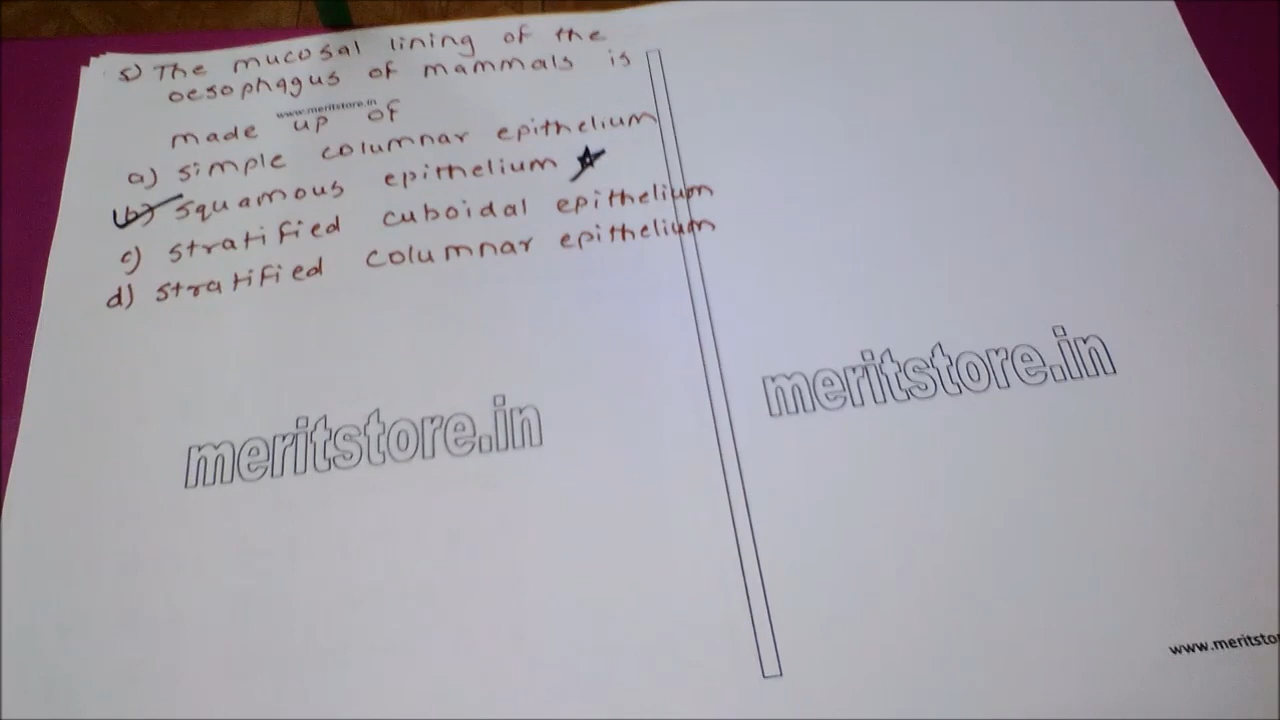 5) The mucosal lining of the
oesophagus of mammals is
www.meritstore.in
made up of
a) simple columnar epithelium
b) squamous epithelium
c) stratified cuboidal epithelium
d) stratified columnar epithelium
meritstore.in
meritstore.in
www.meritsto